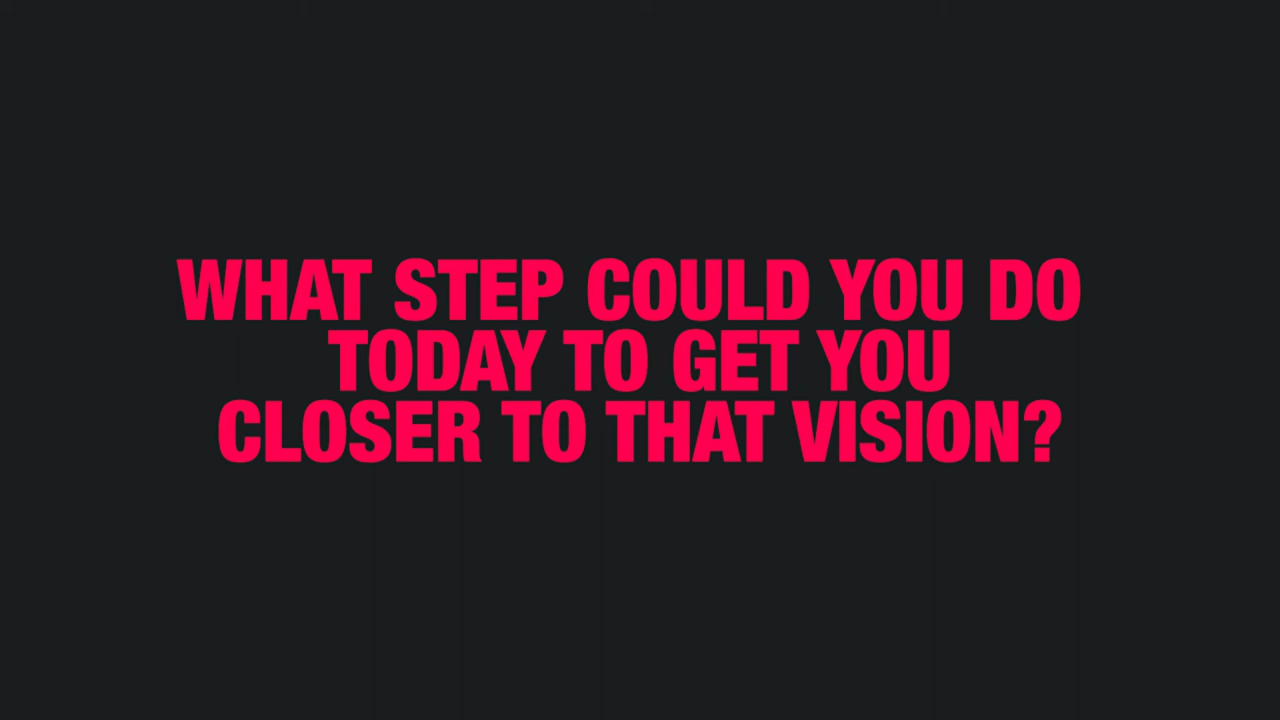 WHAT STEP COULD YOU DO
TODAY TO GET YOU
CLOSER TO THAT VISION?